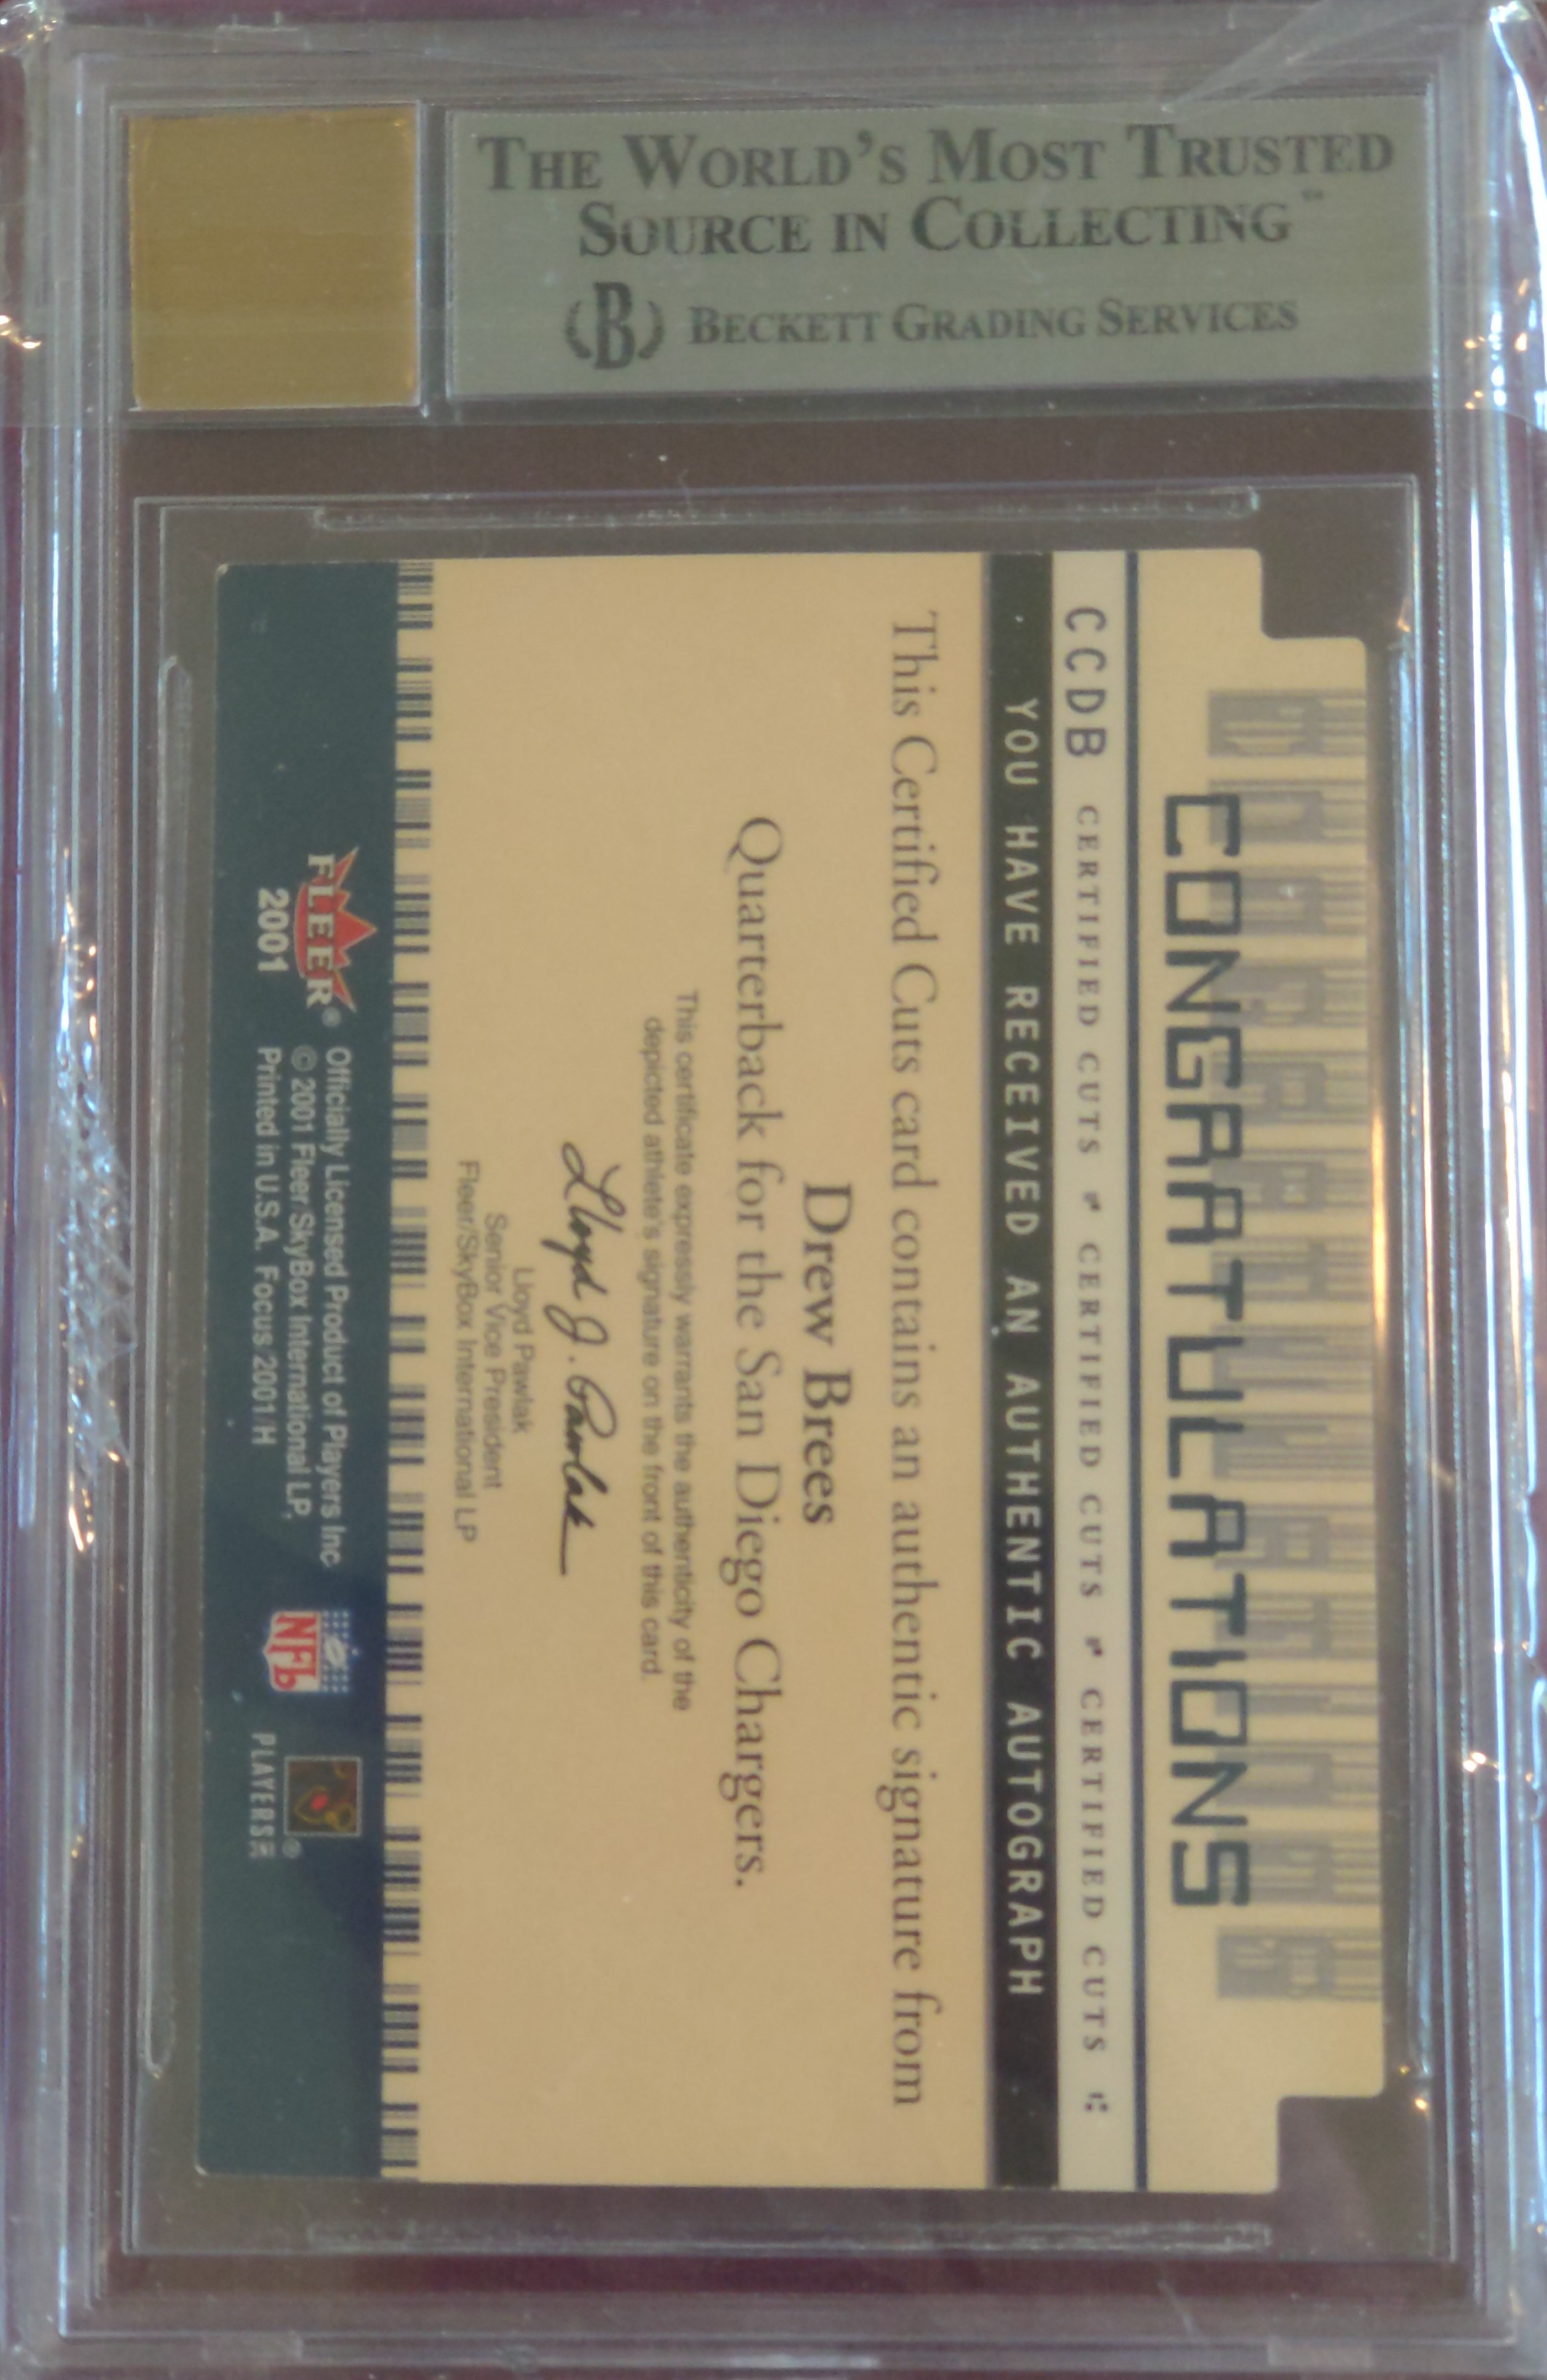 THE WORLD'S MOST TRUSTED
SOURCE IN COLLECTING™
B BECKETT GRADING SERVICES
CONGRATULATIONS
CCDB CERTIFIED CUTS CERTIFIED CUTS CERTIFIED CUTS
· YOU HAVE RECEIVED AN AUTHENTIC AUTOGRAPH ·
This Certified Cuts card contains an authentic signature from
Drew Brees
Quarterback for the San Diego Chargers.
This certificate expressly warrants the authenticity of the
depicted athlete's signature on the front of this card.
Lloyd J. Pawlak
Lloyd Pawlak
Senior Vice President
Fleer/SkyBox International LP
FLEER®
2001
Officially Licensed Product of Players Inc
© 2001 Fleer/SkyBox International LP,
Printed in U.S.A. Focus 2001/H
NFL
®
PLAYERS